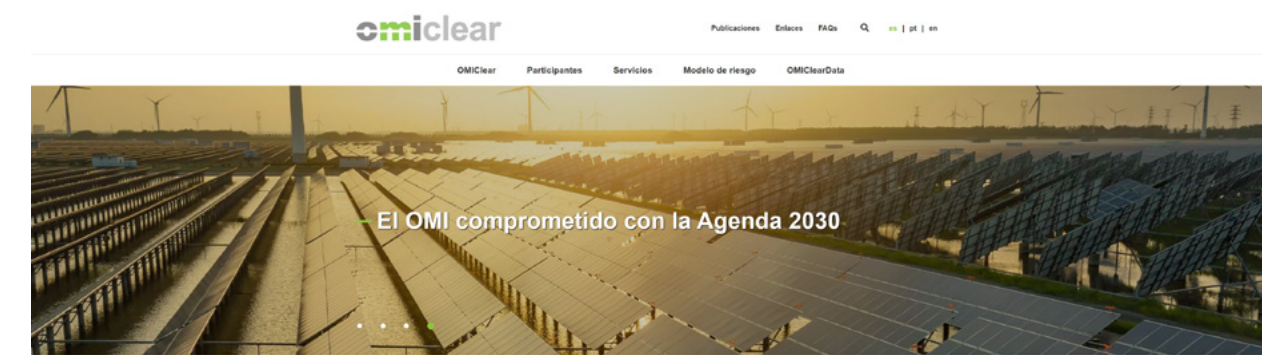 omiclear
Publicaciones Enlaces FAQs es | pt | en
OMIClear Participantes Servicios Modelo de riesgo OMIClearData
El OMI comprometido con la Agenda 2030